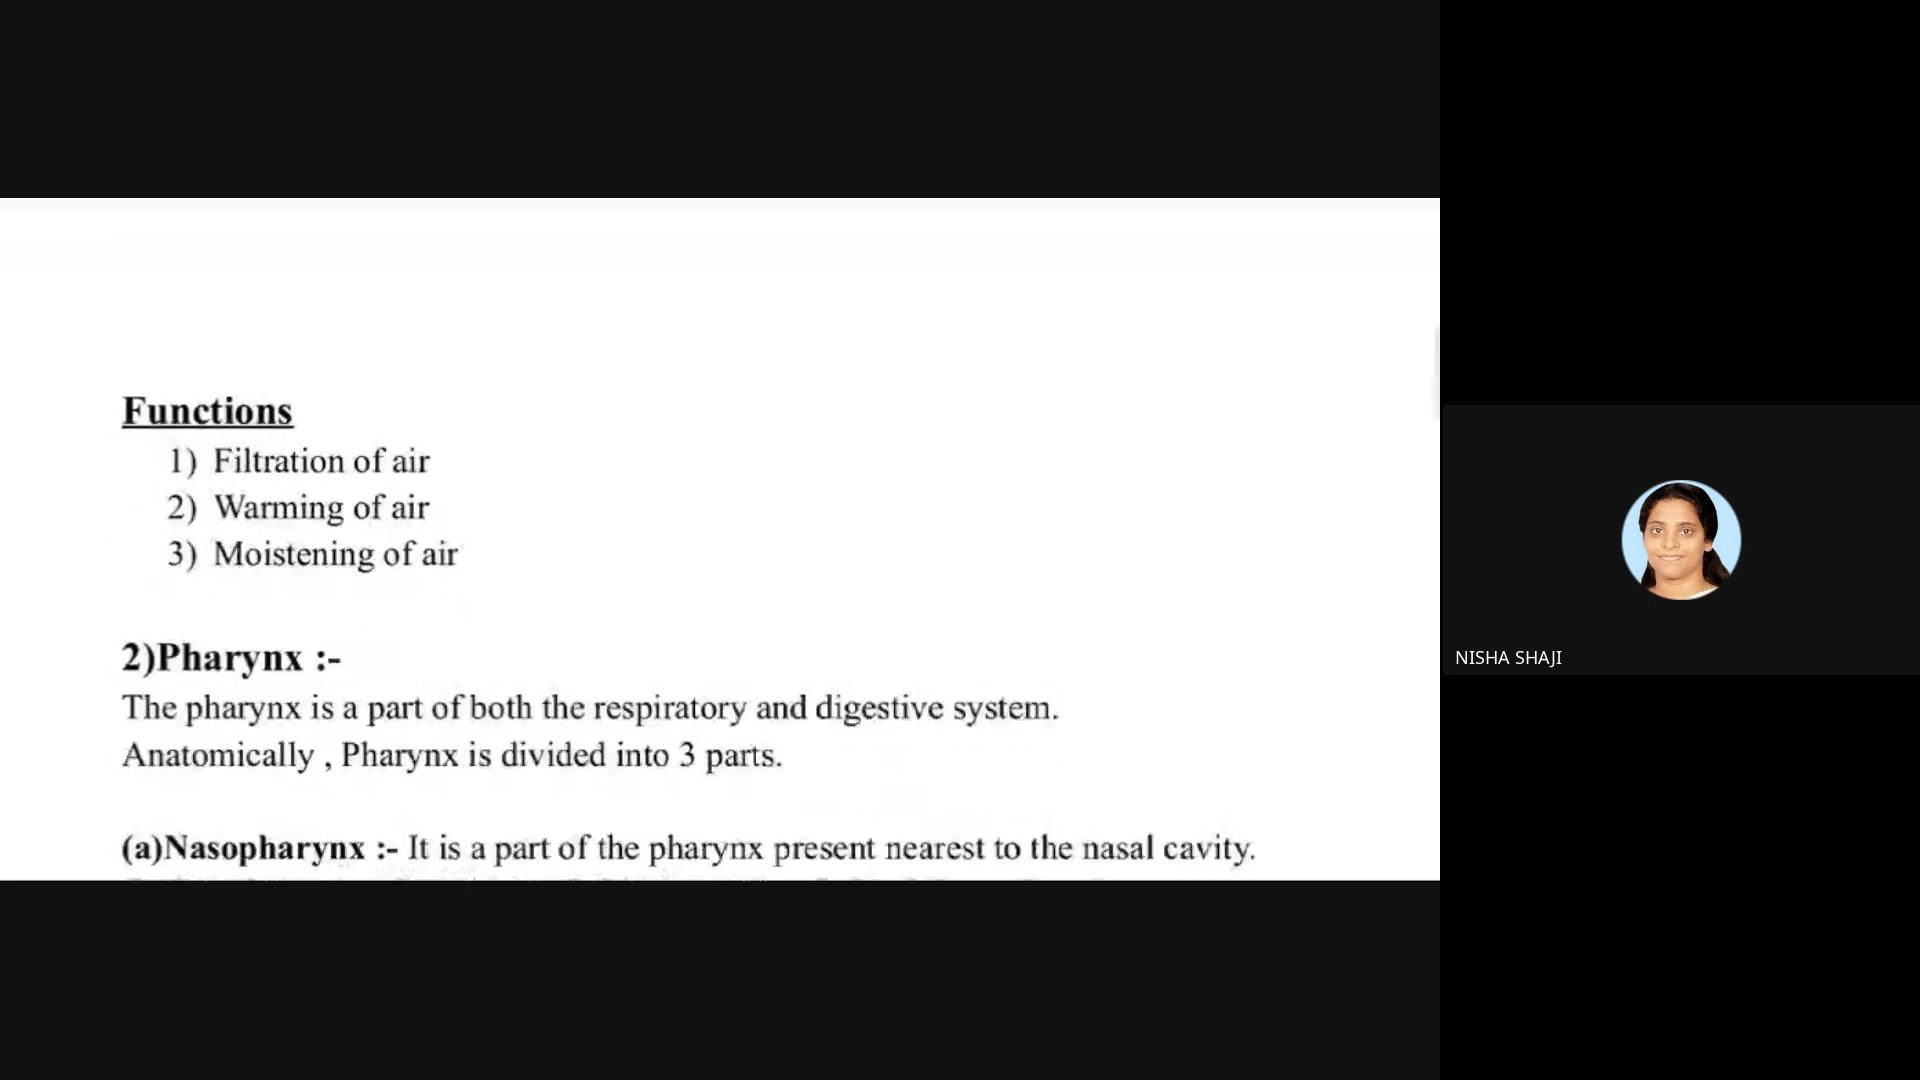 Functions
1) Filtration of air
2) Warming of air
3) Moistening of air
2)Pharynx :-
The pharynx is a part of both the respiratory and digestive system.
Anatomically , Pharynx is divided into 3 parts.
(a)Nasopharynx :- It is a part of the pharynx present nearest to the nasal cavity.
NISHA SHAJI